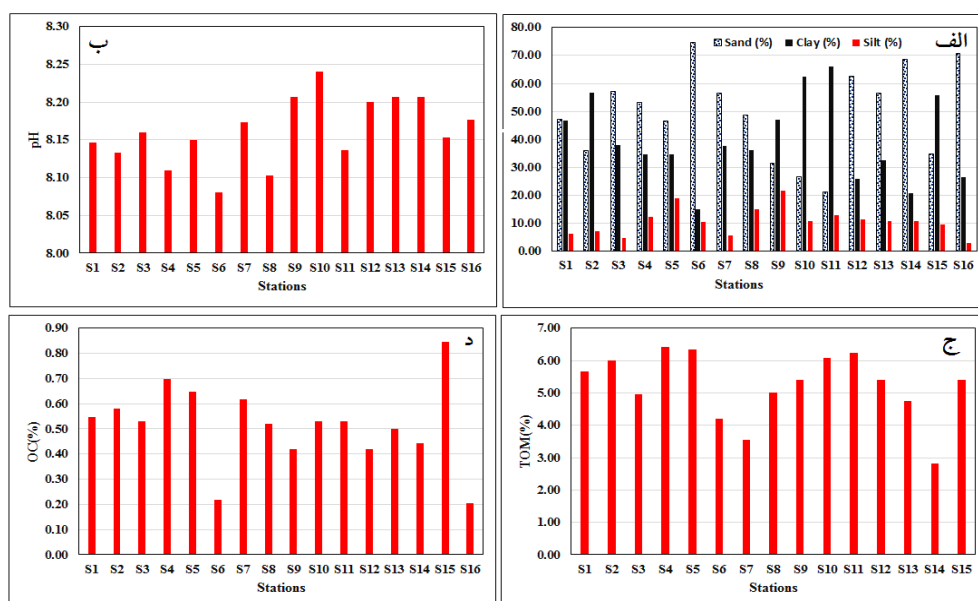 ب
8.30
8.25
8.20
8.15
8.10
8.05
8.00
pH
S1 S2 S3 S4 S5 S6 S7 S8 S9 S10 S11 S12 S13 S14 S15 S16
Stations
الف
Sand (%) Clay (%) Silt (%)
80.00
70.00
60.00
50.00
40.00
30.00
20.00
10.00
0.00
S1 S2 S3 S4 S5 S6 S7 S8 S9 S10 S11 S12 S13 S14 S15 S16
Stations
د
0.90
0.80
0.70
0.60
0.50
0.40
0.30
0.20
0.10
0.00
OC(%)
S1 S2 S3 S4 S5 S6 S7 S8 S9 S10 S11 S12 S13 S14 S15 S16
Stations
ج
7.00
6.00
5.00
4.00
3.00
2.00
1.00
0.00
TOM(%)
S1 S2 S3 S4 S5 S6 S7 S8 S9 S10 S11 S12 S13 S14 S15
Stations